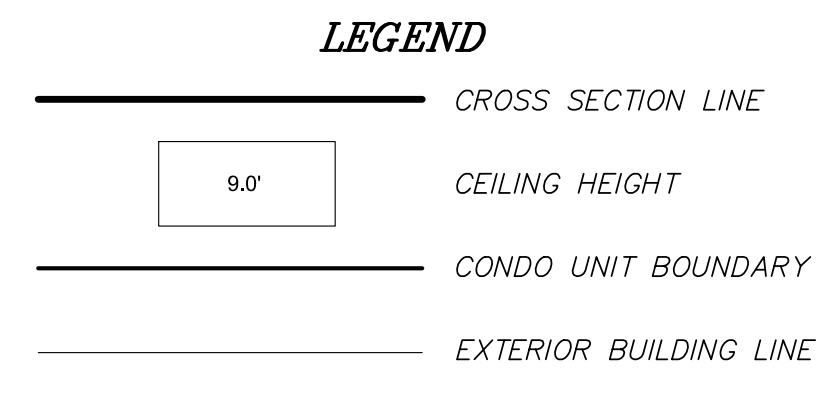 LEGEND
CROSS SECTION LINE
9.0' CEILING HEIGHT
CONDO UNIT BOUNDARY
EXTERIOR BUILDING LINE